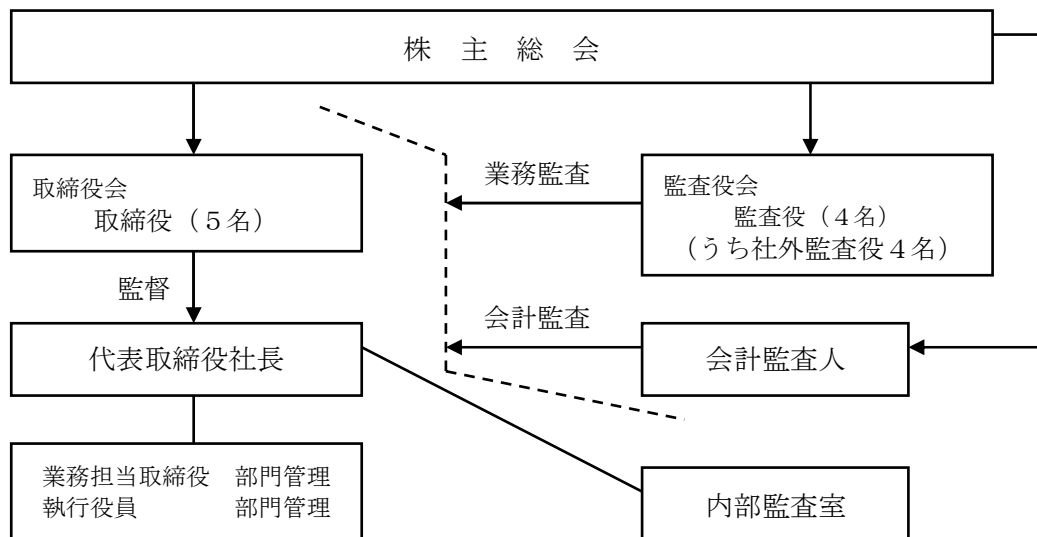 株 主 総 会
取締役会
取締役（５名）
業務監査
監査役会
監査役（４名）
（うち社外監査役４名）
監督
会計監査
代表取締役社長
会計監査人
業務担当取締役 部門管理
執行役員 部門管理
内部監査室